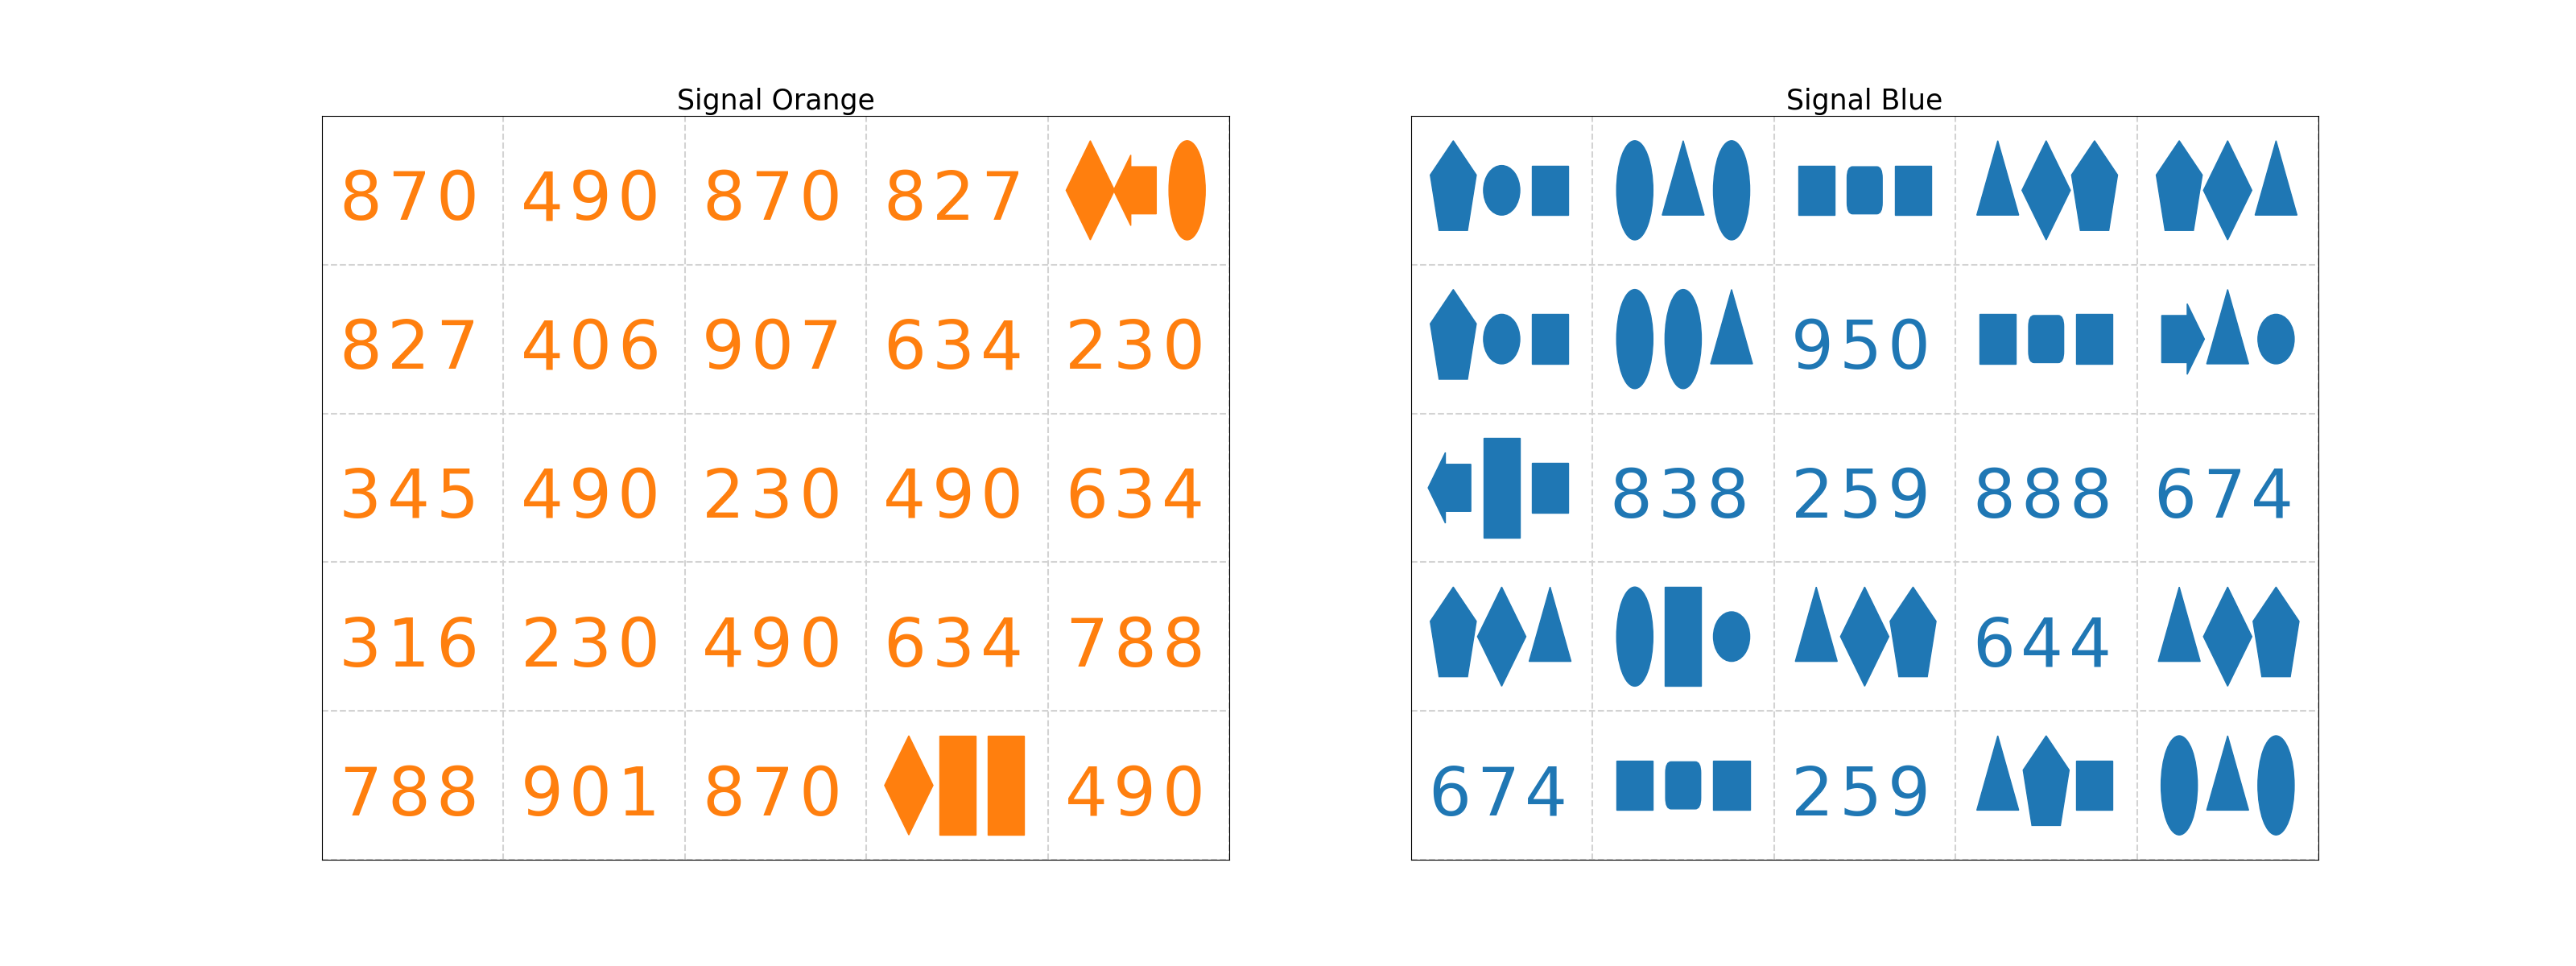 Signal Orange
870 490 870 827
827 406 907 634 230
345 490 230 490 634
316 230 490 634 788
788 901 870 490
Signal Blue
950
838 259 888 674
644
674 259